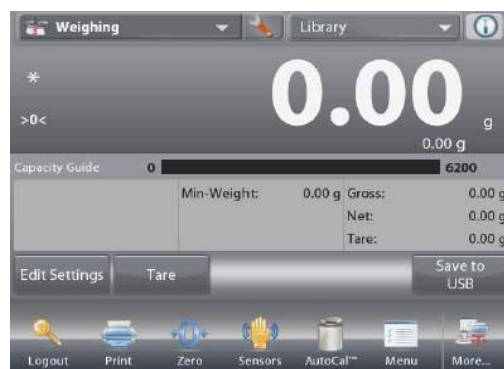 Weighing Library
*
>0<
0.00 g
0.00 g
Capacity Guide 0 6200
Min-Weight: 0.00 g Gross: 0.00 g
Net: 0.00 g
Tare: 0.00 g
Edit Settings Tare Save to USB
Logout Print Zero Sensors AutoCal™ Menu More...